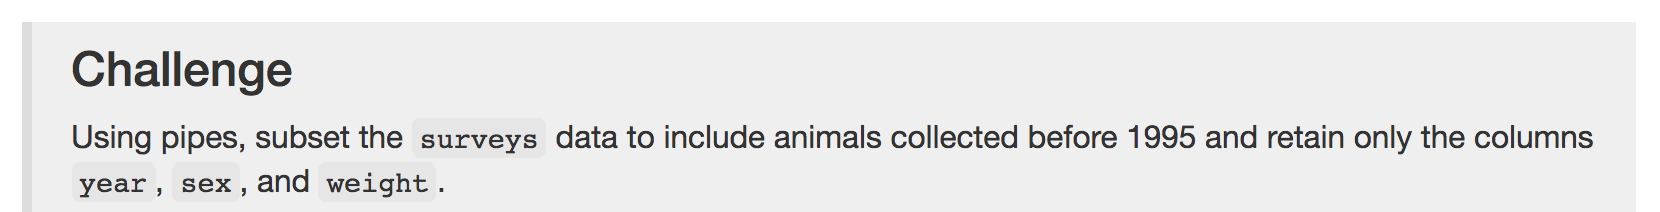 Challenge
Using pipes, subset the surveys data to include animals collected before 1995 and retain only the columns
year, sex, and weight.